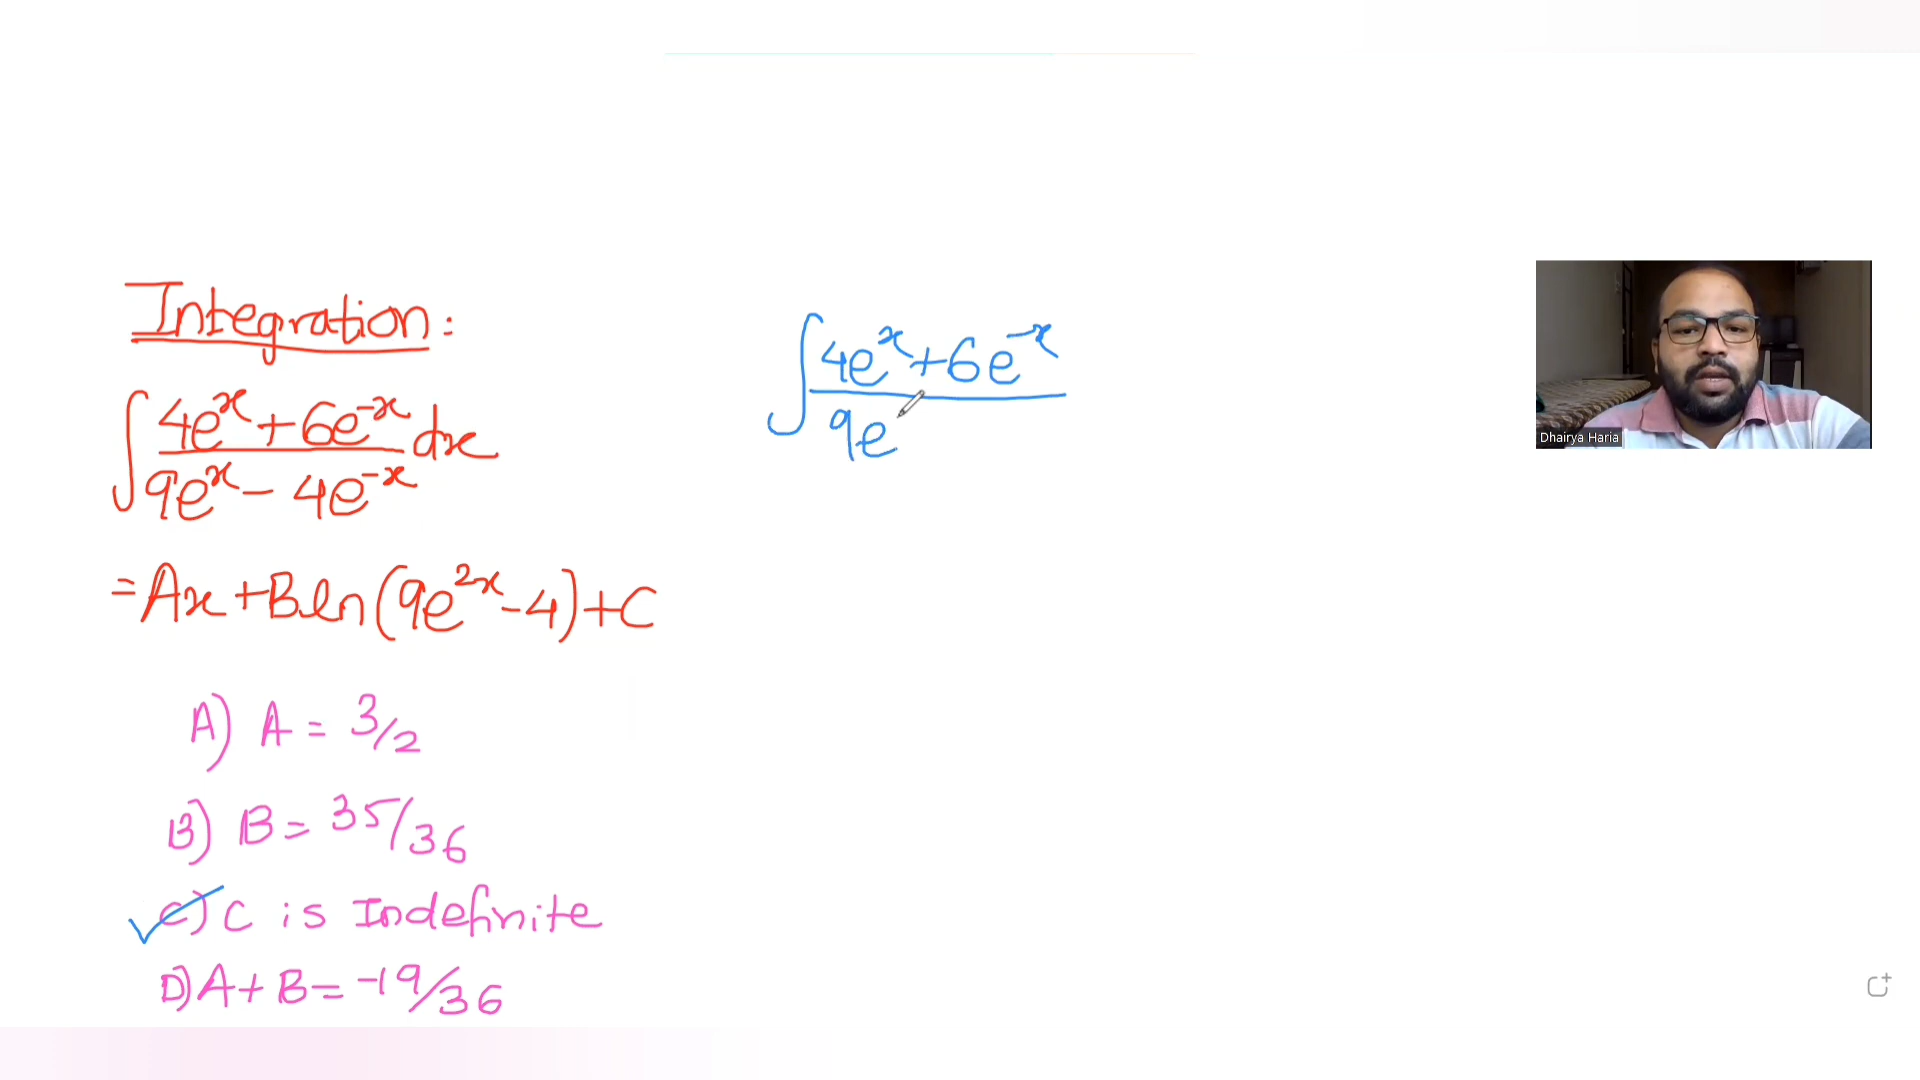 Integration:
∫ 4e^x + 6e^-x / 9e^x - 4e^-x dx
= Ax + B ln(9e^2x - 4) + C
A) A = 3/2
B) B = 35/36
C) C is Indefinite
D) A + B = -19/36
∫ 4e^x + 6e^-x / 9e
Dhairya Haria